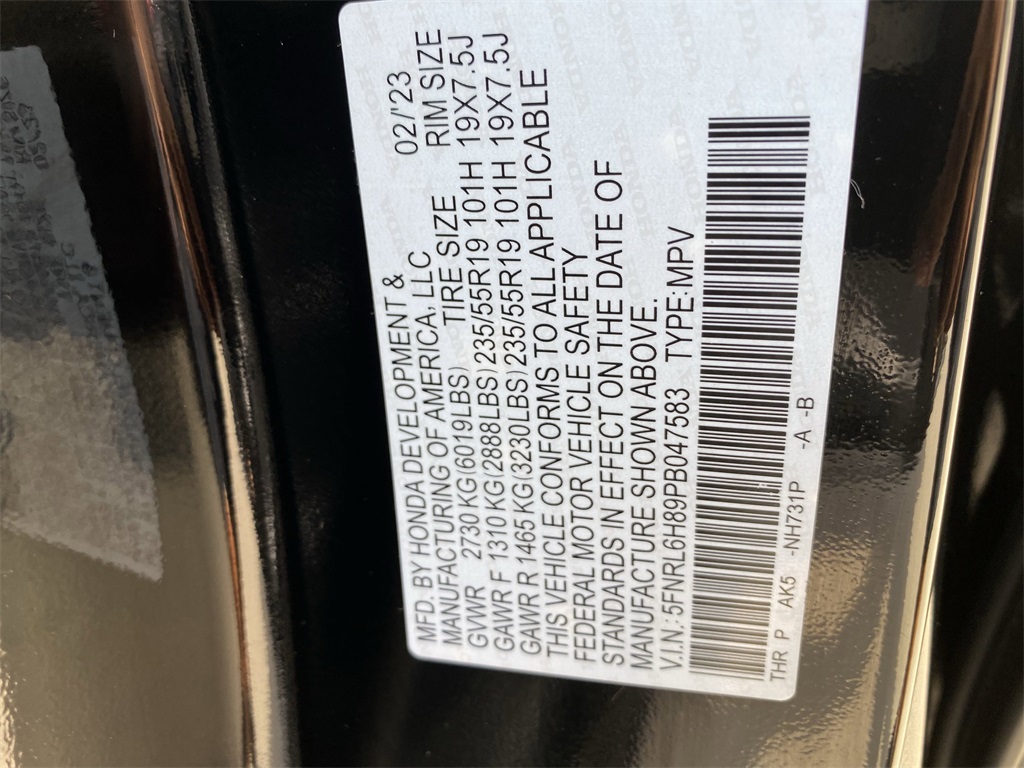 MFD. BY HONDA DEVELOPMENT &
MANUFACTURING OF AMERICA, LLC 02/'23
GVWR 2730 KG(6019LBS) TIRE SIZE RIM SIZE
GAWR F 1310 KG(2888LBS)235/55R19 101H 19X7.5J
GAWR R 1465 KG(3230LBS)235/55R19 101H 19X7.5J
THIS VEHICLE CONFORMS TO ALL APPLICABLE
FEDERAL MOTOR VEHICLE SAFETY
STANDARDS IN EFFECT ON THE DATE OF
MANUFACTURE SHOWN ABOVE.
V.I.N.:5FNRL6H89PB047583 TYPE:MPV
THR P AK5 -NH731P -A -B